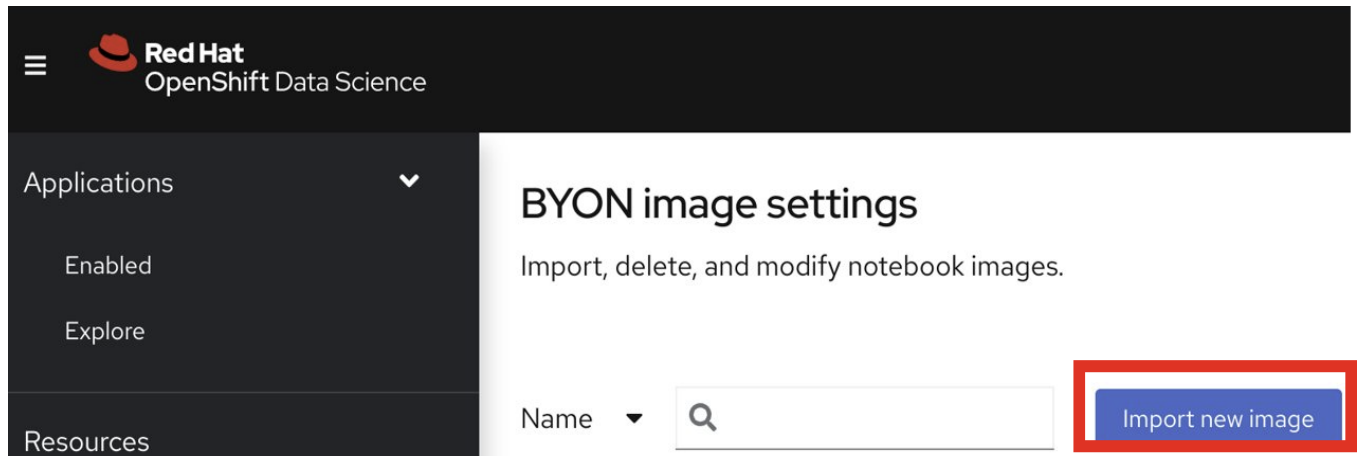 Red Hat
OpenShift Data Science
Applications
Enabled
Explore
Resources
BYON image settings
Import, delete, and modify notebook images.
Name
Import new image